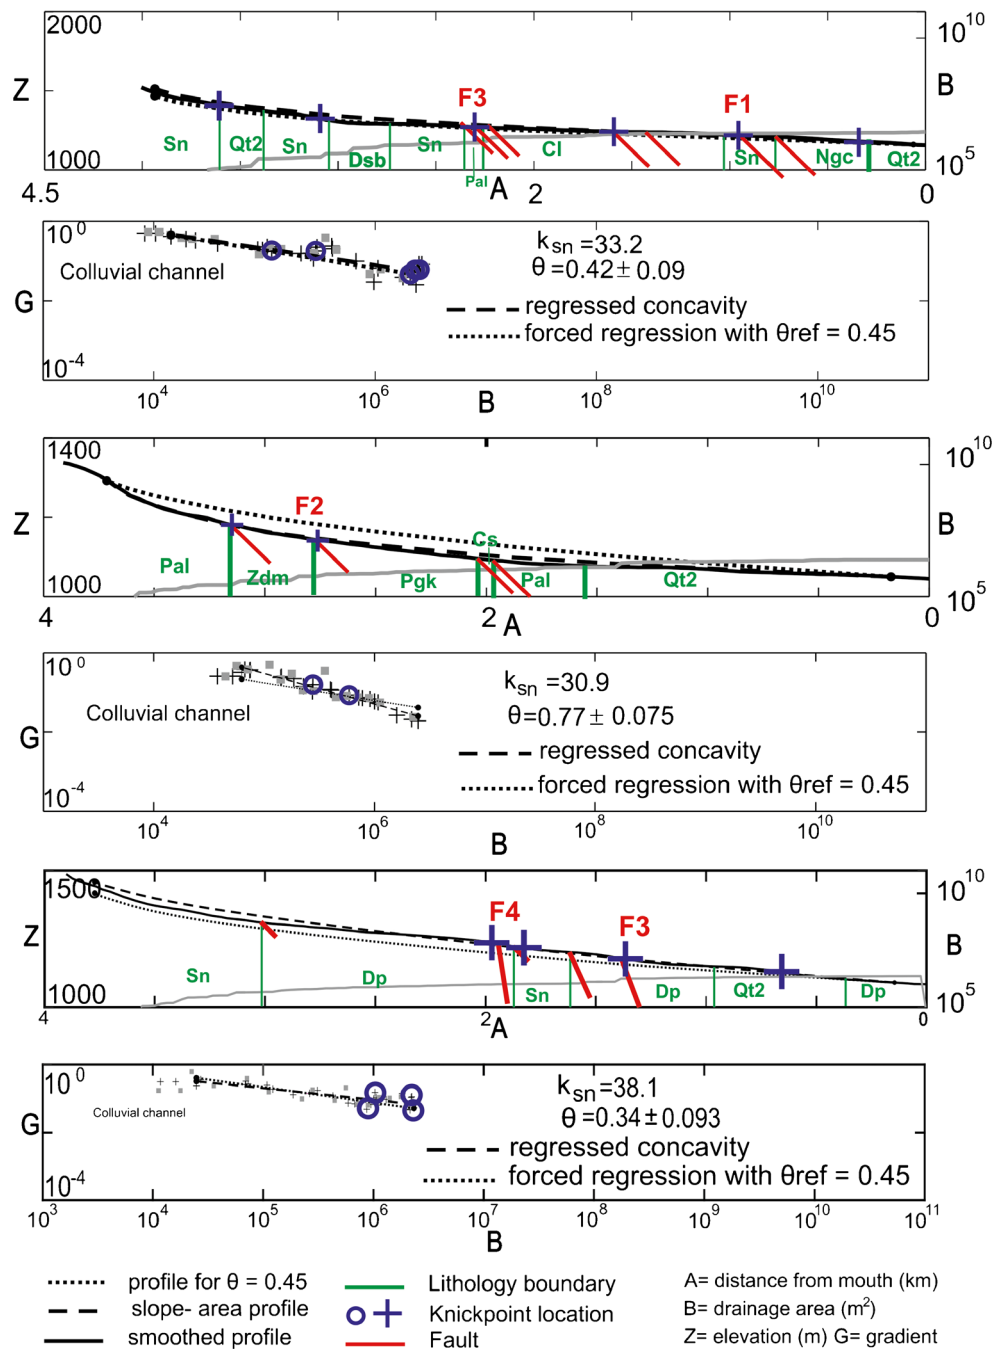 2000
10^10
Z
F3
F1
B
Sn
Qt2
Sn
Dsb
Sn
Cl
Sn
Ngc
Qt2
1000
Pal
10^5
4.5
A
2
0
10^0
k_sn =33.2
θ =0.42± 0.09
Colluvial channel
G
regressed concavity
forced regression with θref = 0.45
10^-4
10^4
10^6
10^8
10^10
B
1400
10^10
Z
F2
B
Cs
Pal
Zdm
Pgk
Pal
Qt2
1000
10^5
4
2
A
0
10^0
k_sn =30.9
Colluvial channel
θ=0.77 ± 0.075
G
regressed concavity
forced regression with θref = 0.45
10^-4
10^4
10^6
10^8
10^10
B
1500
10^10
Z
F4
F3
B
Sn
Dp
Sn
Dp
Qt2
Dp
1000
10^5
4
2
A
0
10^0
k_sn =38.1
Colluvial channel
θ =0.34±0.093
G
regressed concavity
forced regression with θref = 0.45
10^-4
10^3
10^4
10^5
10^6
10^7
10^8
10^9
10^10
10^11
B
profile for θ = 0.45
Lithology boundary
A= distance from mouth (km)
slope- area profile
Knickpoint location
B= drainage area (m²)
smoothed profile
Fault
Z= elevation (m) G= gradient